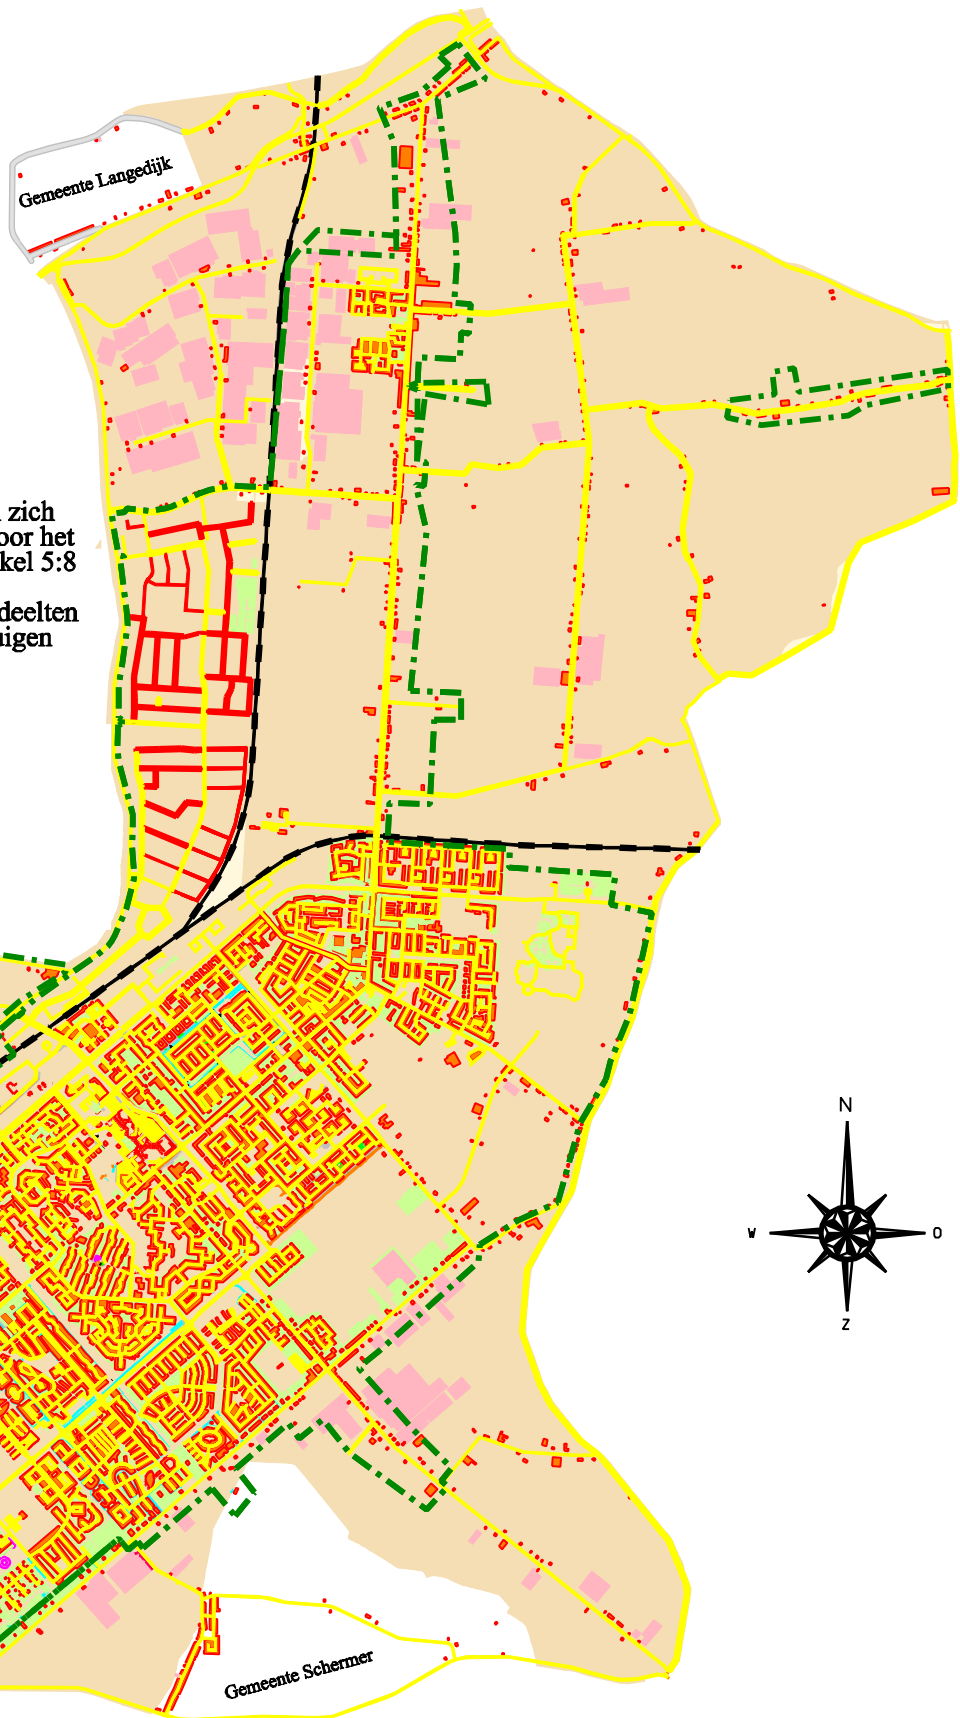 Gemeente Langedijk
zich
oor het
kel 5:8
deelten
uigen
N
W
O
Z
Gemeente Schermer